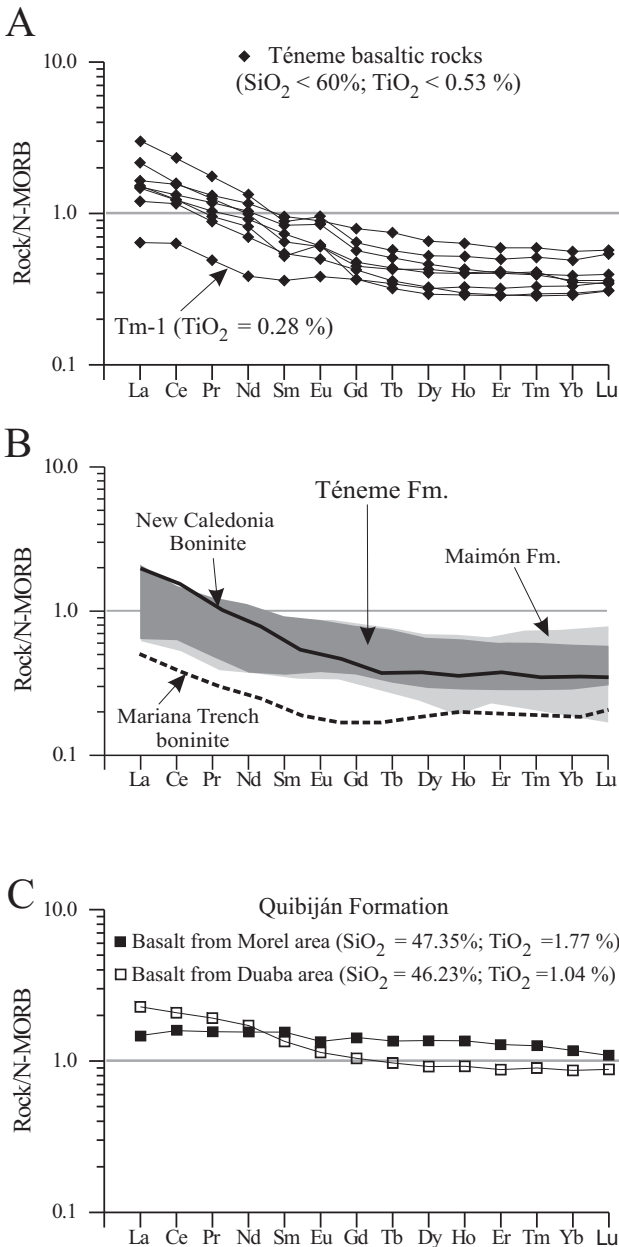 A
10.0
1.0
0.1
Rock/N-MORB
Téneme basaltic rocks
(SiO2 < 60%; TiO2 < 0.53 %)
Tm-1 (TiO2 = 0.28 %)
La Ce Pr Nd Sm Eu Gd Tb Dy Ho Er Tm Yb Lu
B
10.0
1.0
0.1
Rock/N-MORB
Téneme Fm.
New Caledonia
Boninite
Maimón Fm.
Mariana Trench
boninite
La Ce Pr Nd Sm Eu Gd Tb Dy Ho Er Tm Yb Lu
C
10.0
1.0
0.1
Rock/N-MORB
Quibiján Formation
Basalt from Morel area (SiO2 = 47.35%; TiO2 =1.77 %)
Basalt from Duaba area (SiO2 = 46.23%; TiO2 =1.04 %)
La Ce Pr Nd Sm Eu Gd Tb Dy Ho Er Tm Yb Lu